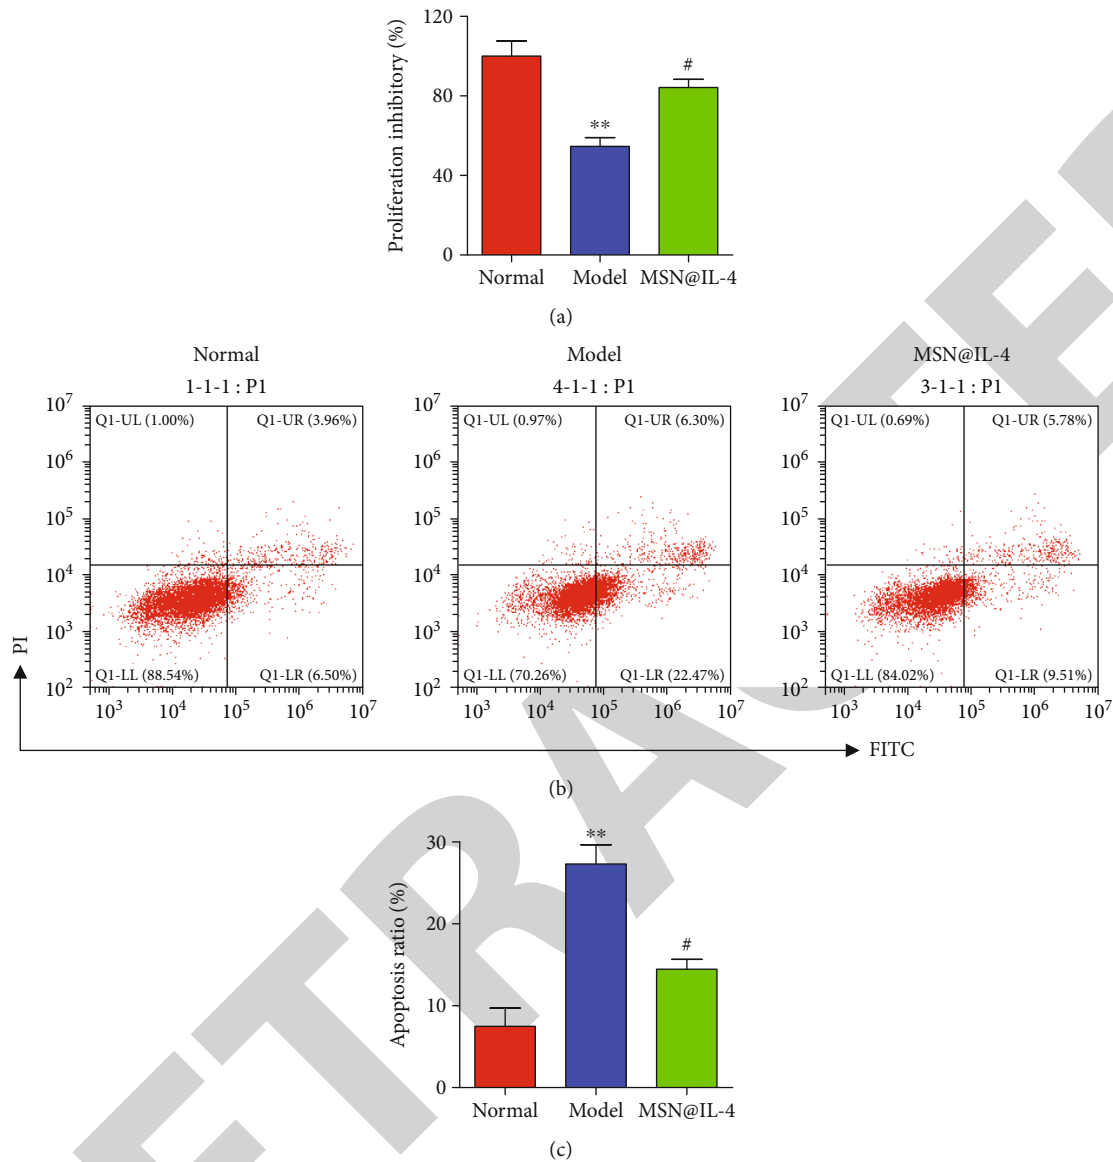 Proliferation inhibitory (%)
120
80
40
0
**
#
Normal Model MSN@IL-4
(a)
Normal
1-1-1 : P1
Q1-UL (1.00%) Q1-UR (3.96%)
Q1-LL (88.54%) Q1-LR (6.50%)
10⁷
10⁶
10⁵
10⁴
10³
10²
10³ 10⁴ 10⁵ 10⁶ 10⁷
Model
4-1-1 : P1
Q1-UL (0.97%) Q1-UR (6.30%)
Q1-LL (70.26%) Q1-LR (22.47%)
10⁷
10⁶
10⁵
10⁴
10³
10²
10³ 10⁴ 10⁵ 10⁶ 10⁷
MSN@IL-4
3-1-1 : P1
Q1-UL (0.69%) Q1-UR (5.78%)
Q1-LL (84.02%) Q1-LR (9.51%)
10⁷
10⁶
10⁵
10⁴
10³
10²
10³ 10⁴ 10⁵ 10⁶ 10⁷
PI
FITC
(b)
Apoptosis ratio (%)
30
20
10
0
**
#
Normal Model MSN@IL-4
(c)
ETRACTE